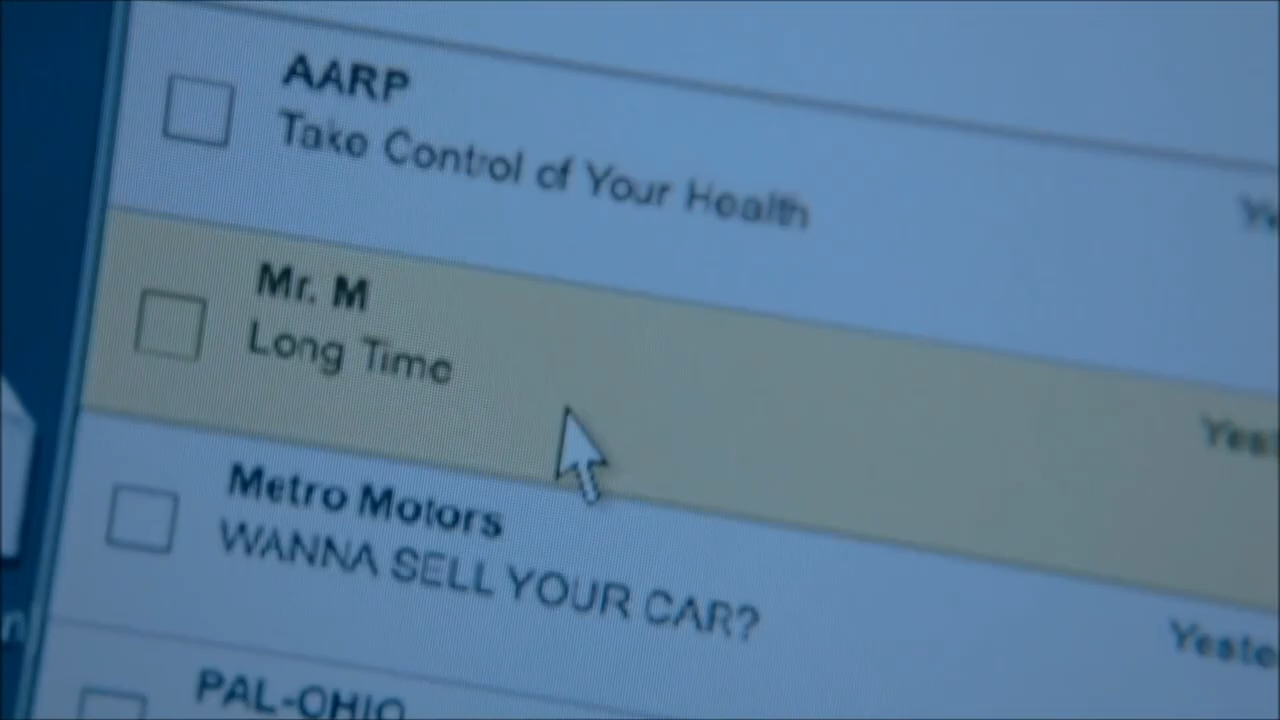 AARP
Take Control of Your Health
Mr. M
Long Time
Metro Motors
WANNA SELL YOUR CAR?
PAL-OHIO